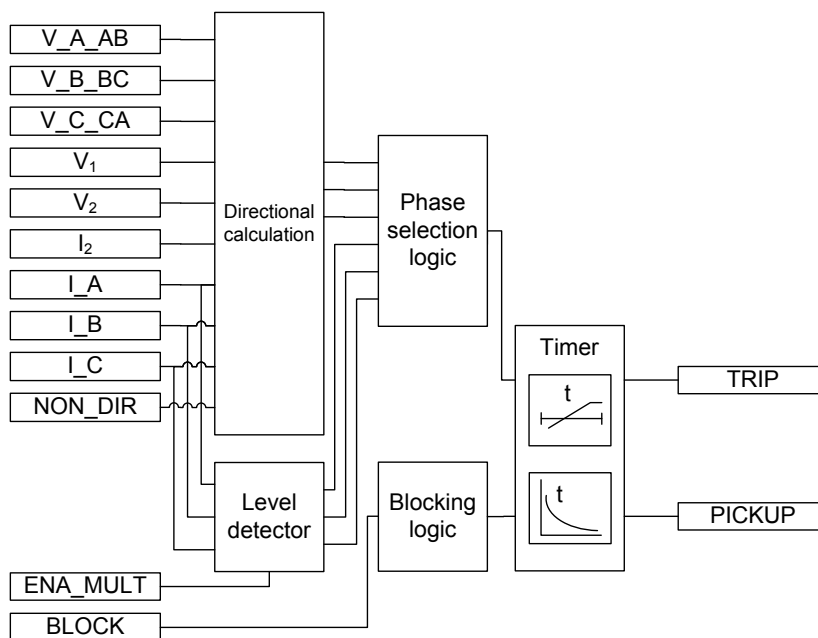 V_A_AB
V_B_BC
V_C_CA
V₁
V₂
I₂
I_A
I_B
I_C
NON_DIR
ENA_MULT
BLOCK
Directional
calculation
Level
detector
Phase
selection
logic
Blocking
logic
Timer
t
t
TRIP
PICKUP